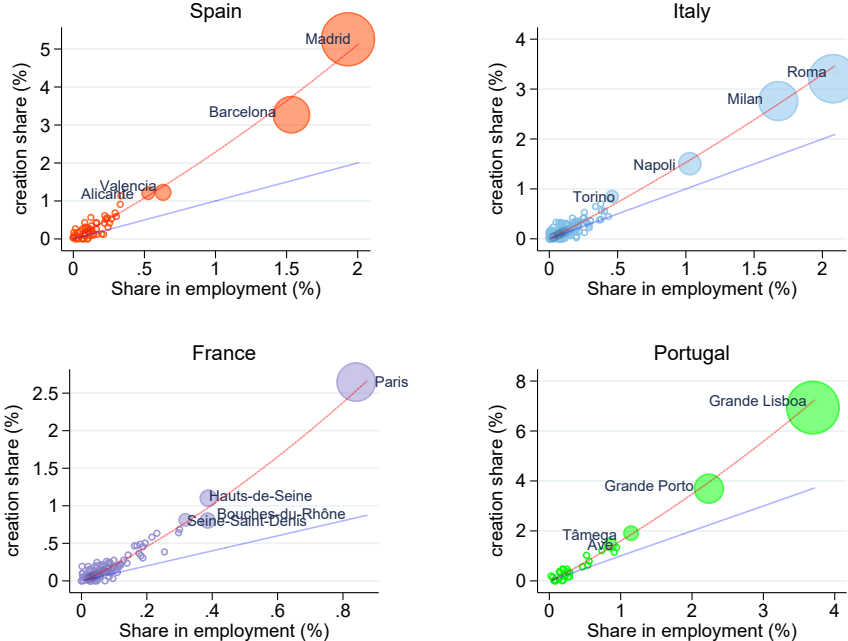 Spain
creation share (%)
5
4
3
2
1
0
Madrid
Barcelona
Valencia
Alicante
0 .5 1 1.5 2
Share in employment (%)
Italy
creation share (%)
4
3
2
1
0
Roma
Milan
Napoli
Torino
0 .5 1 1.5 2
Share in employment (%)
France
creation share (%)
2.5
2
1.5
1
.5
0
Paris
Hauts-de-Seine
Bouches-du-Rhône
Seine-Saint-Denis
0 .2 .4 .6 .8
Share in employment (%)
Portugal
creation share (%)
8
6
4
2
0
Grande Lisboa
Grande Porto
Tâmega
Ave
0 1 2 3 4
Share in employment (%)